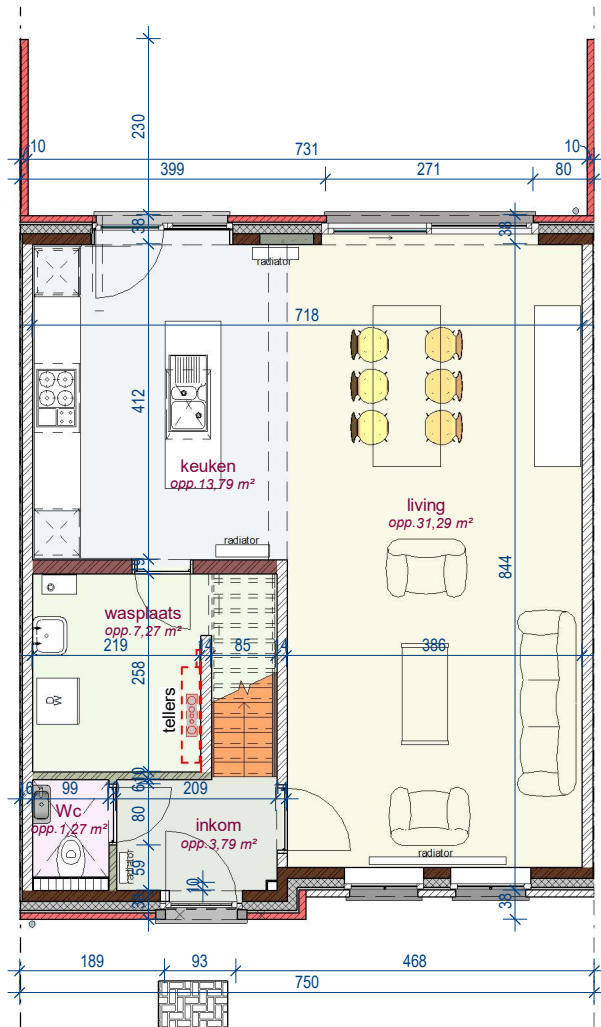 230
10
731
10
399
271
80
38
38
radiator
718
412
keuken
opp.13,79 m²
living
opp.31,29 m²
radiator
844
wasplaats
opp.7,27 m²
219
14
85
14
386
258
tellers
16
99
209
80
Wc
opp.1,27 m²
inkom
opp.3,79 m²
radiator
59
radiator
10
38
38
189
93
468
750